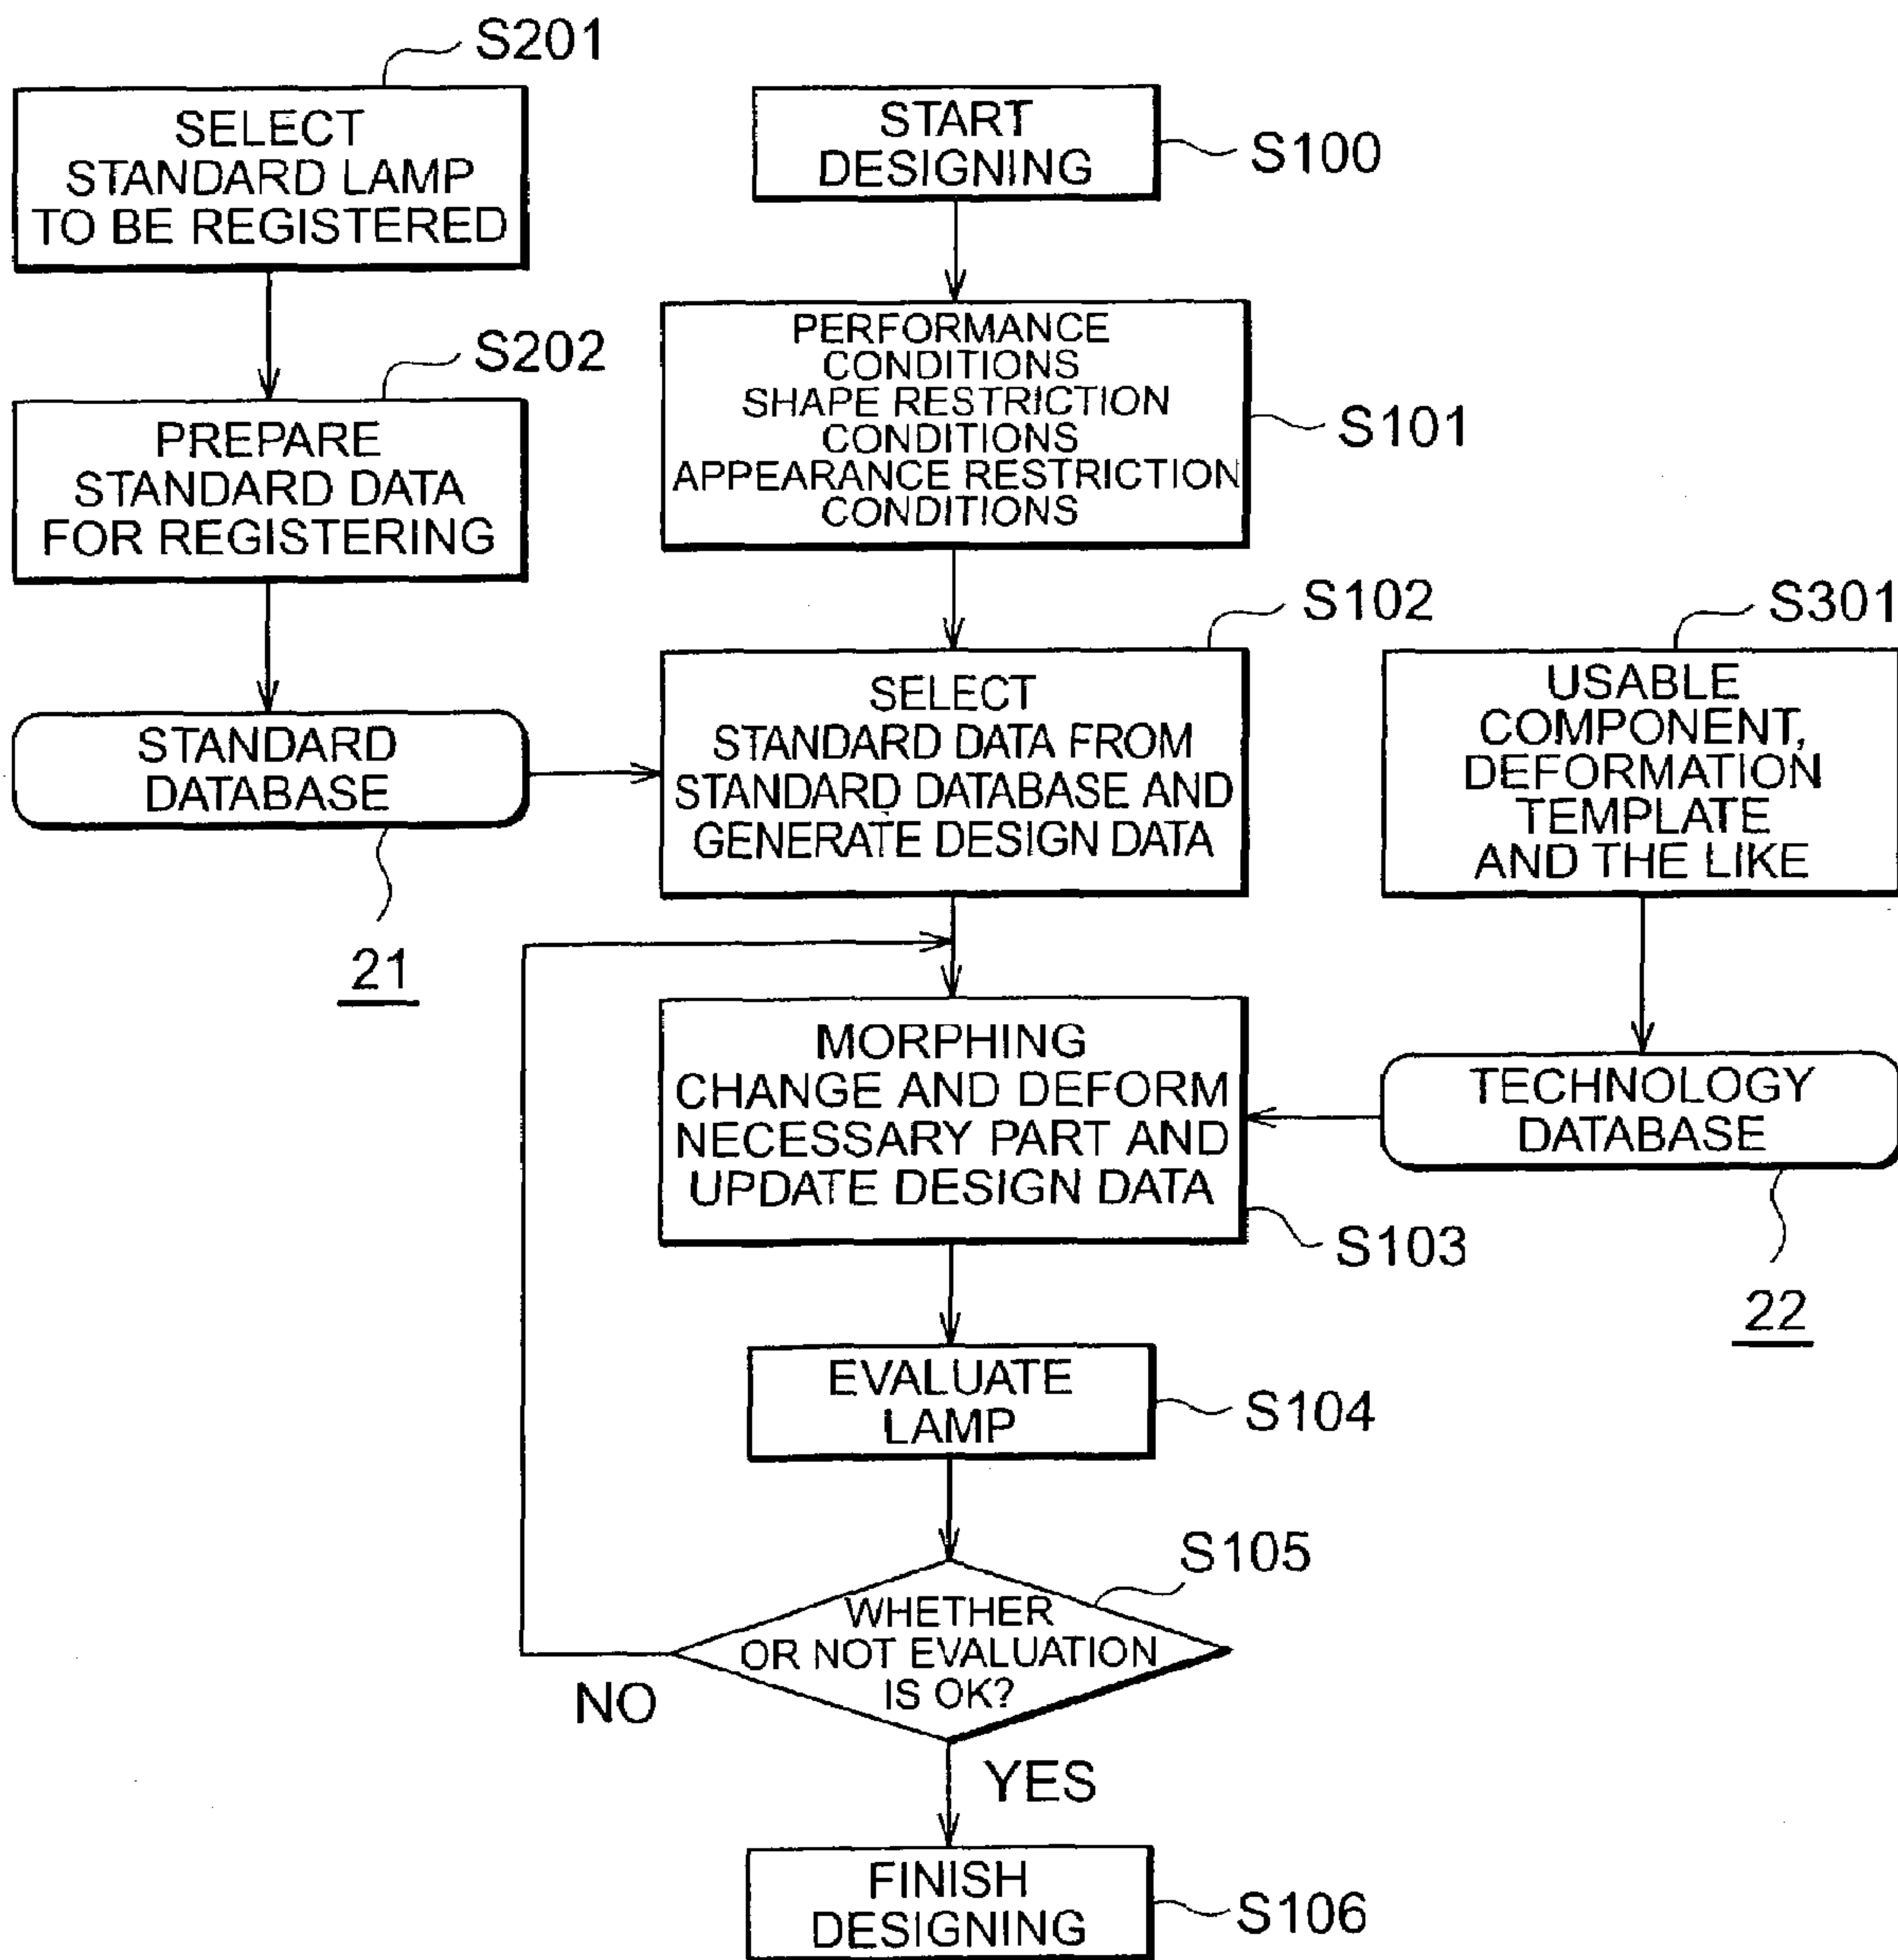 S201
SELECT
STANDARD LAMP
TO BE REGISTERED
S202
PREPARE
STANDARD DATA
FOR REGISTERING
STANDARD
DATABASE
21
START
DESIGNING
S100
PERFORMANCE
CONDITIONS
SHAPE RESTRICTION
CONDITIONS
APPEARANCE RESTRICTION
CONDITIONS
S101
S102
SELECT
STANDARD DATA FROM
STANDARD DATABASE AND
GENERATE DESIGN DATA
S301
USABLE
COMPONENT,
DEFORMATION
TEMPLATE
AND THE LIKE
TECHNOLOGY
DATABASE
22
MORPHING
CHANGE AND DEFORM
NECESSARY PART AND
UPDATE DESIGN DATA
S103
EVALUATE
LAMP
S104
S105
WHETHER
OR NOT EVALUATION
IS OK?
NO
YES
FINISH
DESIGNING
S106